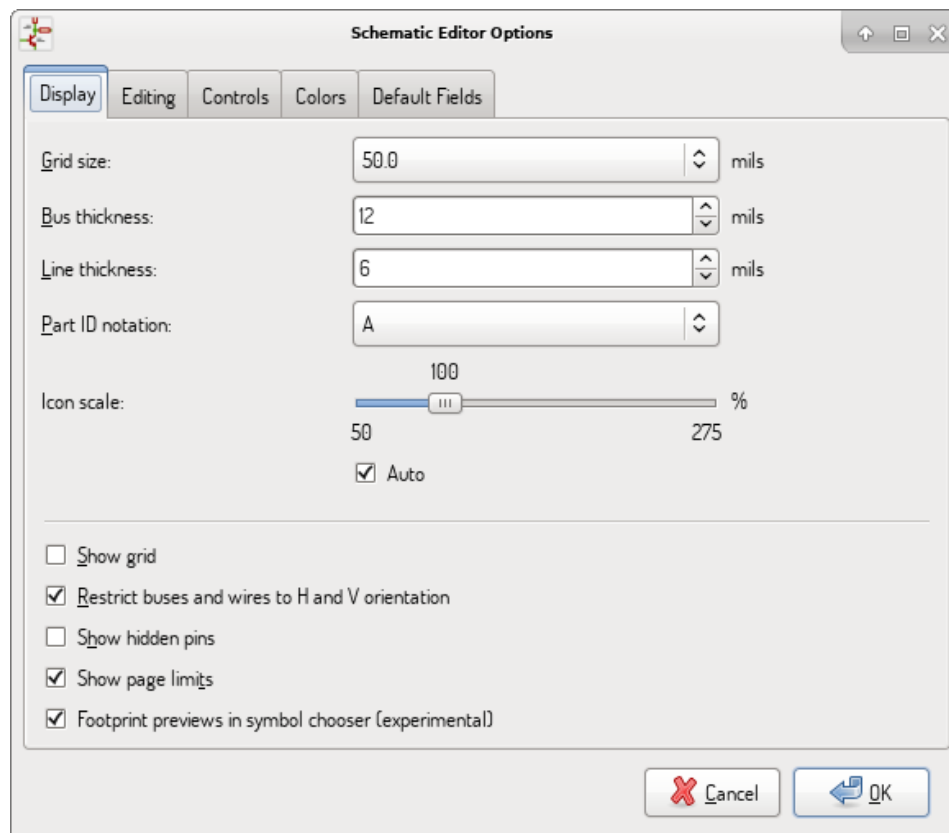 Schematic Editor Options
Display Editing Controls Colors Default Fields
Grid size: 50.0 mils
Bus thickness: 12 mils
Line thickness: 6 mils
Part ID notation: A
100
Icon scale: %
50 275
Auto
Show grid
Restrict buses and wires to H and V orientation
Show hidden pins
Show page limits
Footprint previews in symbol chooser (experimental)
Cancel OK